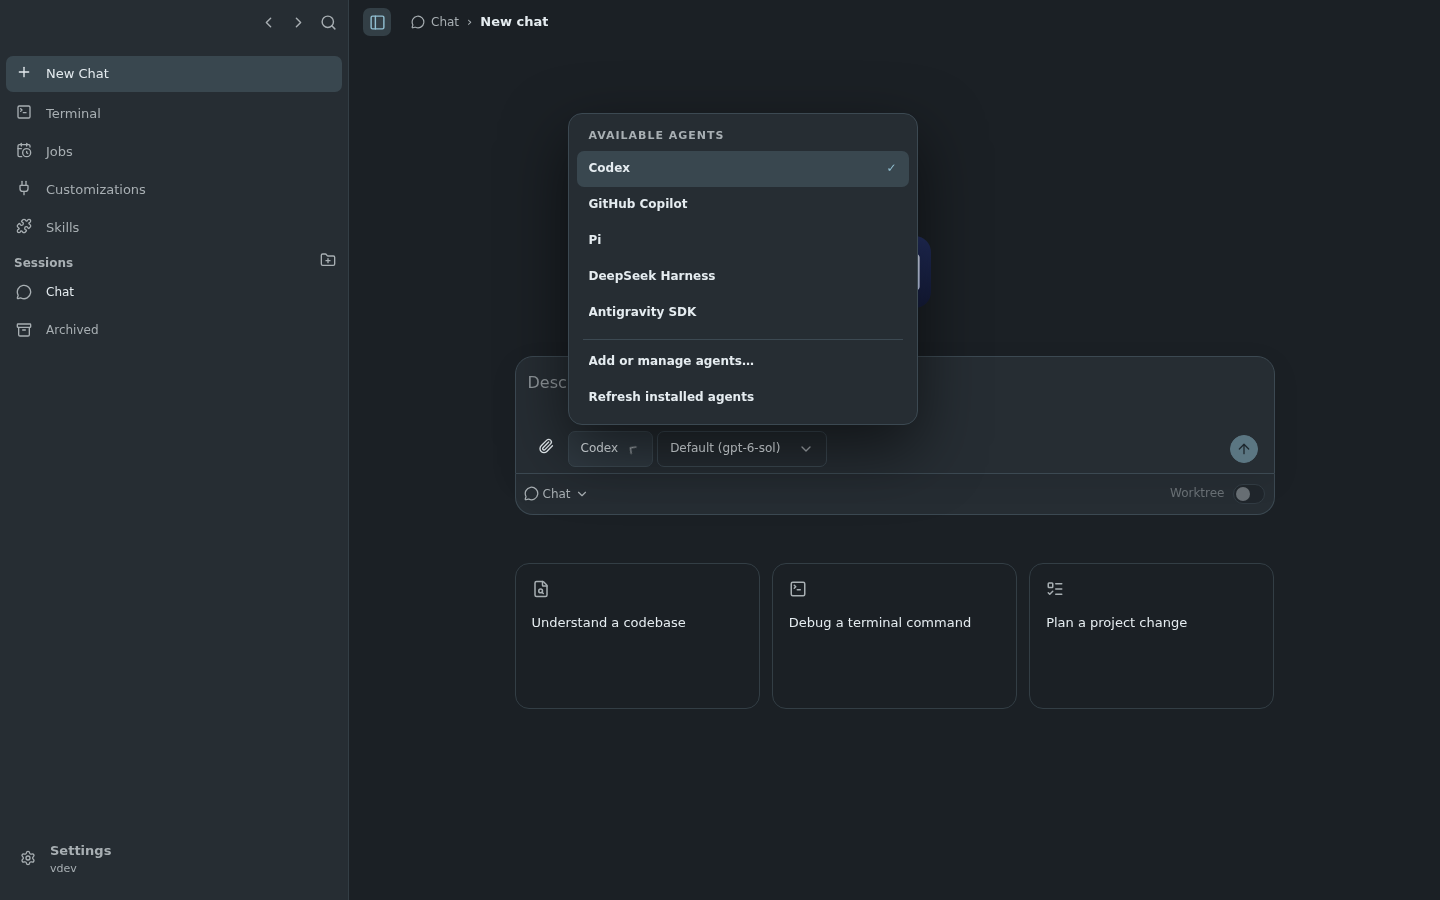 Chat › New chat
New Chat
Terminal
Jobs
Customizations
Skills
Sessions
Chat
Archived
Settings
vdev
AVAILABLE AGENTS
Codex ✓
GitHub Copilot
Pi
DeepSeek Harness
Antigravity SDK
Add or manage agents…
Refresh installed agents
Desc
Codex
Default (gpt-6-sol)
Chat
Worktree
Understand a codebase
Debug a terminal command
Plan a project change